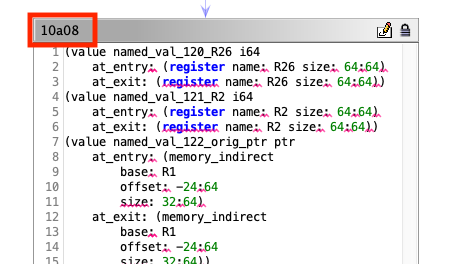 10a08
1 (value named_val_120_R26 i64
2 at_entry: (register name: R26 size: 64:64)
3 at_exit: (register name: R26 size: 64:64))
4 (value named_val_121_R2 i64
5 at_entry: (register name: R2 size: 64:64)
6 at_exit: (register name: R2 size: 64:64))
7 (value named_val_122_orig_ptr ptr
8 at_entry: (memory_indirect
9 base: R1
10 offset: -24:64
11 size: 32:64)
12 at_exit: (memory_indirect
13 base: R1
14 offset: -24:64
15 size: 32:64))